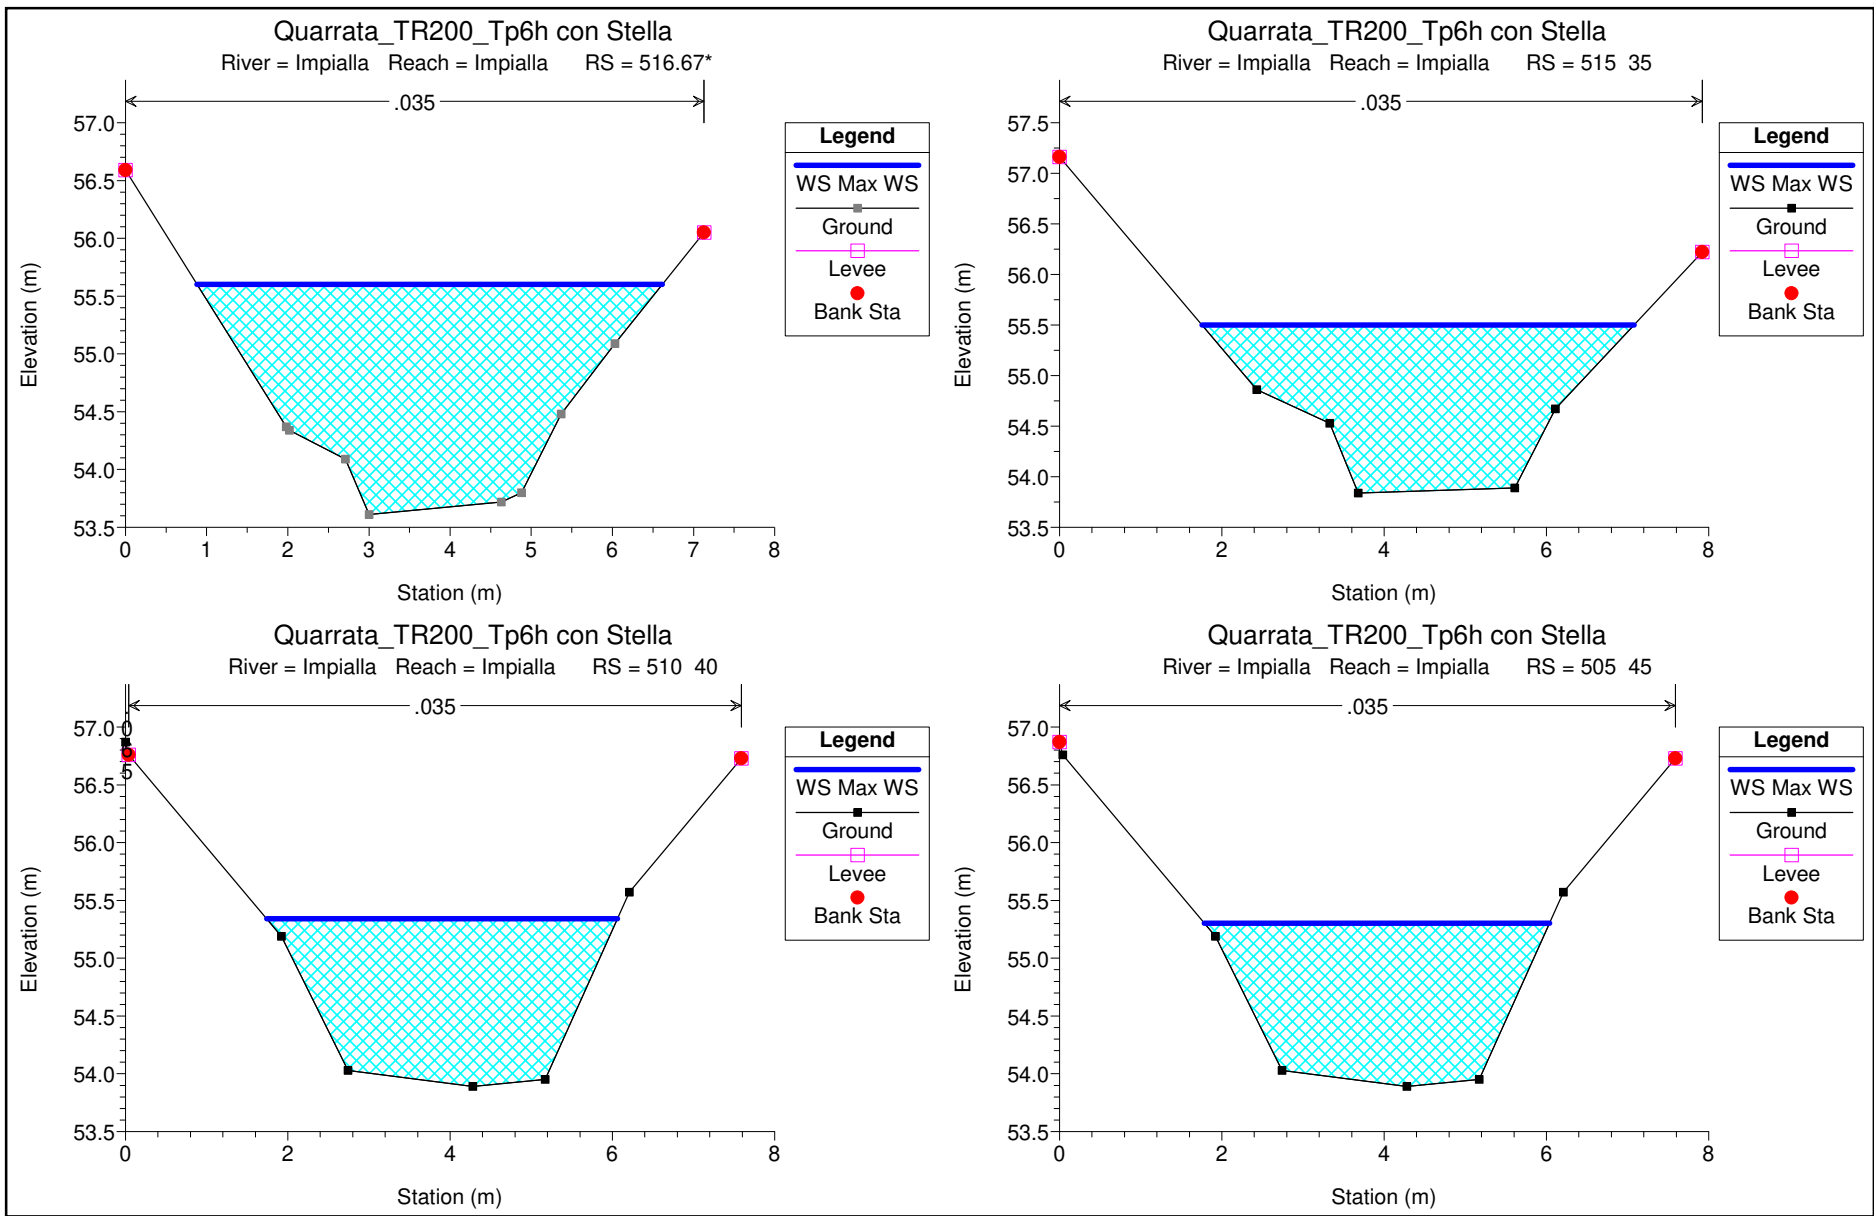 Quarrata_TR200_Tp6h con Stella
River = Impialla Reach = Impialla RS = 516.67*
.035
57.0
56.5
56.0
55.5
55.0
54.5
54.0
53.5
0 1 2 3 4 5 6 7 8
Station (m)
Elevation (m)
Legend
WS Max WS
Ground
Levee
Bank Sta
Quarrata_TR200_Tp6h con Stella
River = Impialla Reach = Impialla RS = 515 35
.035
57.5
57.0
56.5
56.0
55.5
55.0
54.5
54.0
53.5
0 2 4 6 8
Station (m)
Elevation (m)
Legend
WS Max WS
Ground
Levee
Bank Sta
Quarrata_TR200_Tp6h con Stella
River = Impialla Reach = Impialla RS = 510 40
.035
57.0
56.5
56.0
55.5
55.0
54.5
54.0
53.5
0 2 4 6 8
Station (m)
Elevation (m)
Legend
WS Max WS
Ground
Levee
Bank Sta
Quarrata_TR200_Tp6h con Stella
River = Impialla Reach = Impialla RS = 505 45
.035
57.0
56.5
56.0
55.5
55.0
54.5
54.0
53.5
0 2 4 6 8
Station (m)
Elevation (m)
Legend
WS Max WS
Ground
Levee
Bank Sta